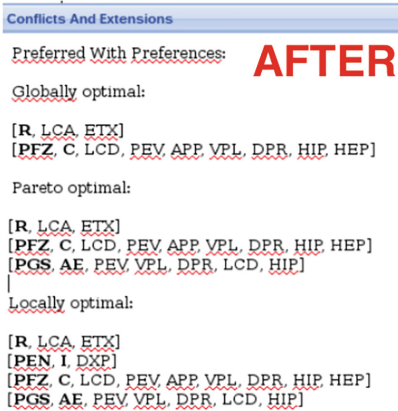 Conflicts And Extensions
Preferred With Preferences:
AFTER
Globally optimal:
[R, LCA, ETX]
[PFZ, C, LCD, PEV, APP, VPL, DPR, HIP, HEP]
Pareto optimal:
[R, LCA, ETX]
[PFZ, C, LCD, PEV, APP, VPL, DPR, HIP, HEP]
[PGS, AE, PEV, VPL, DPR, LCD, HIP]
Locally optimal:
[R, LCA, ETX]
[PEN, I, DXP]
[PFZ, C, LCD, PEV, APP, VPL, DPR, HIP, HEP]
[PGS, AE, PEV, VPL, DPR, LCD, HIP]